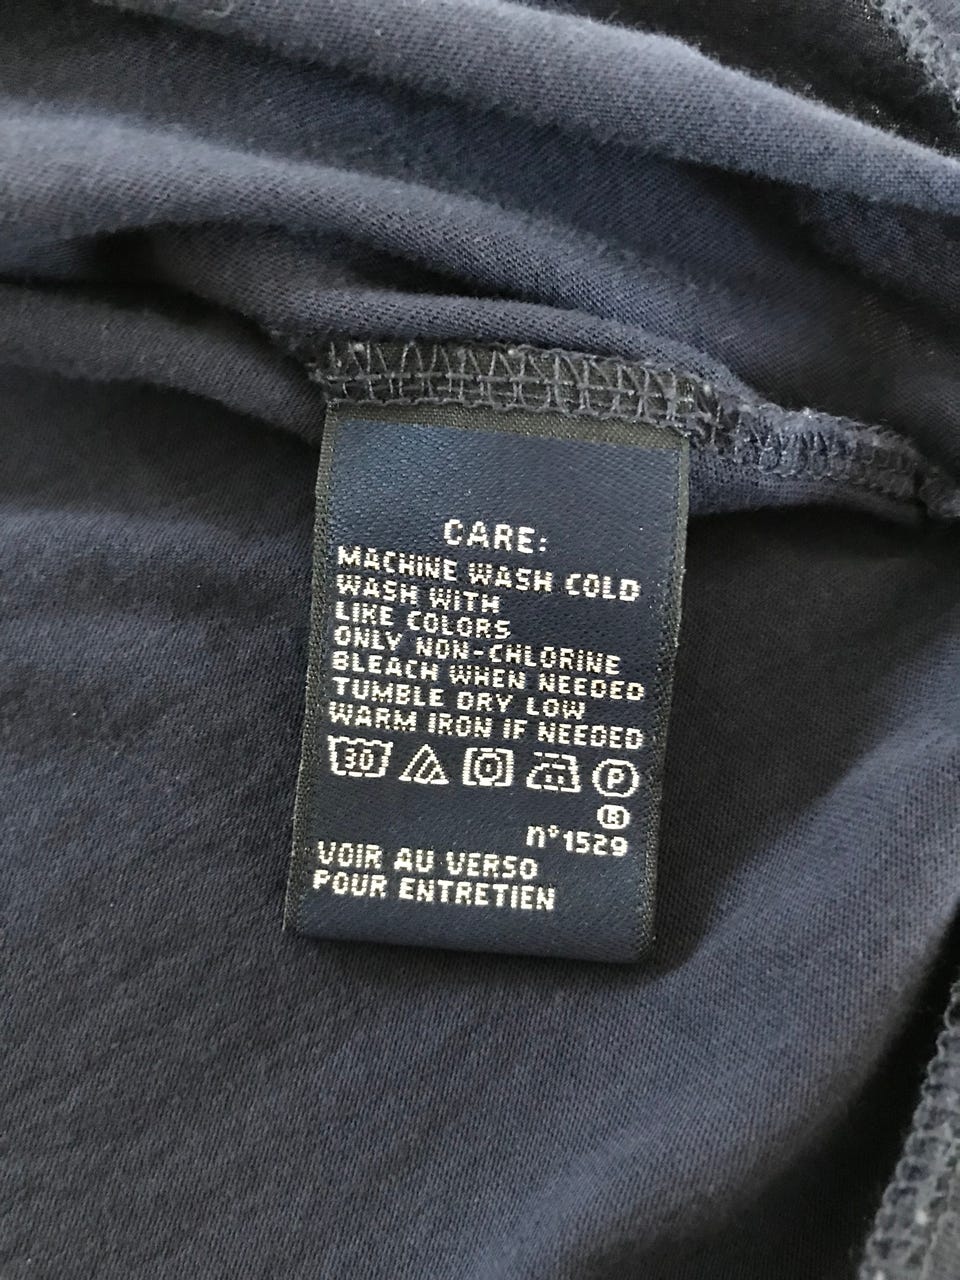 CARE:
MACHINE WASH COLD
WASH WITH
LIKE COLORS
ONLY NON-CHLORINE
BLEACH WHEN NEEDED
TUMBLE DRY LOW
WARM IRON IF NEEDED
30 P
®
n°1529
VOIR AU VERSO
POUR ENTRETIEN